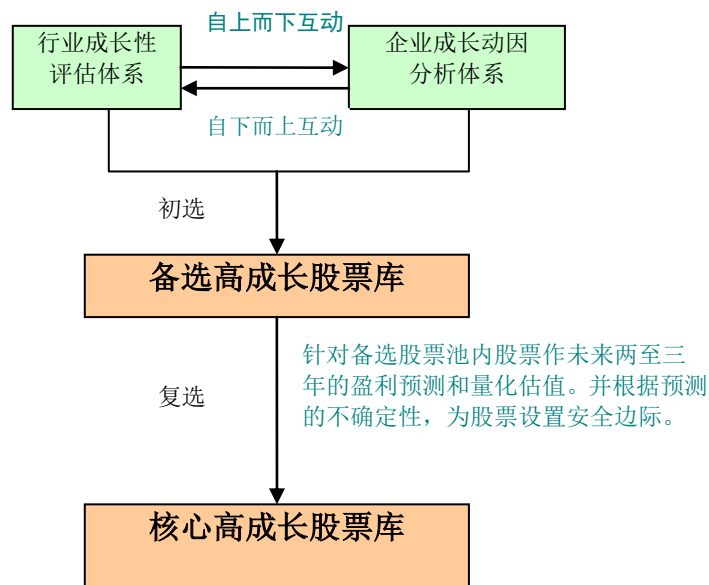 自上而下互动
行业成长性
评估体系
企业成长动因
分析体系
自下而上互动
初选
备选高成长股票库
针对备选股票池内股票作未来两至三
年的盈利预测和量化估值。并根据预测
的不确定性，为股票设置安全边际。
复选
核心高成长股票库